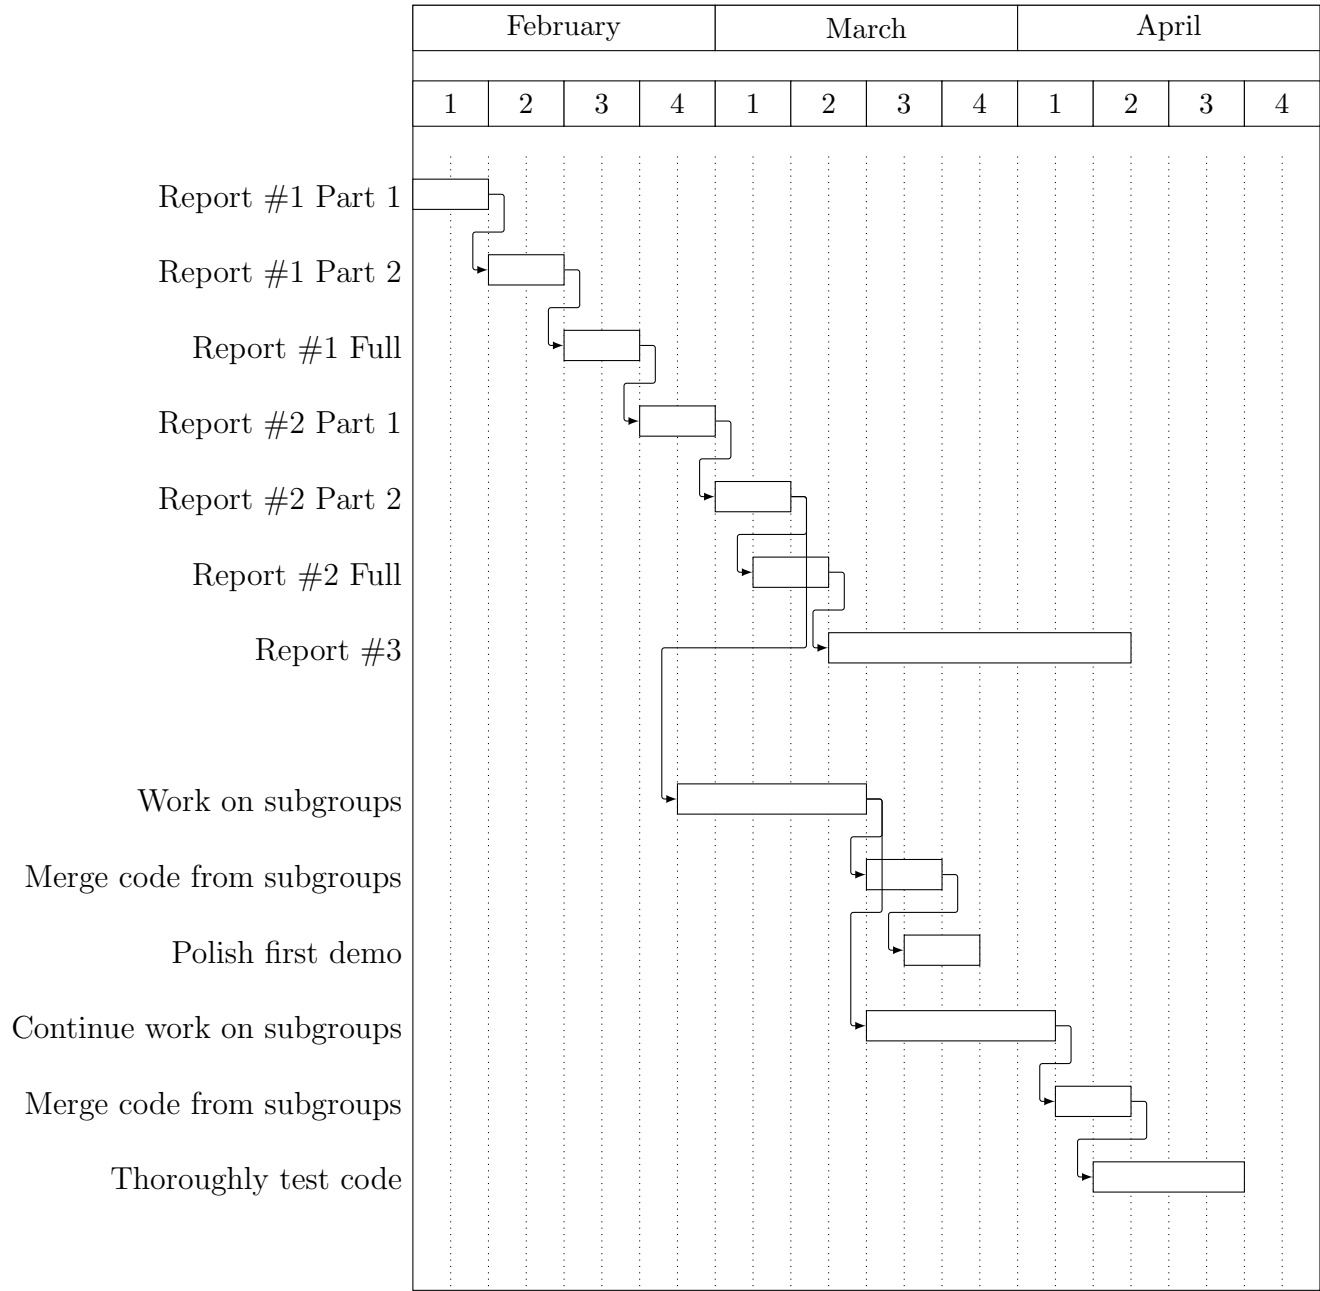 February March April
1 2 3 4 1 2 3 4 1 2 3 4
Report #1 Part 1
Report #1 Part 2
Report #1 Full
Report #2 Part 1
Report #2 Part 2
Report #2 Full
Report #3
Work on subgroups
Merge code from subgroups
Polish first demo
Continue work on subgroups
Merge code from subgroups
Thoroughly test code